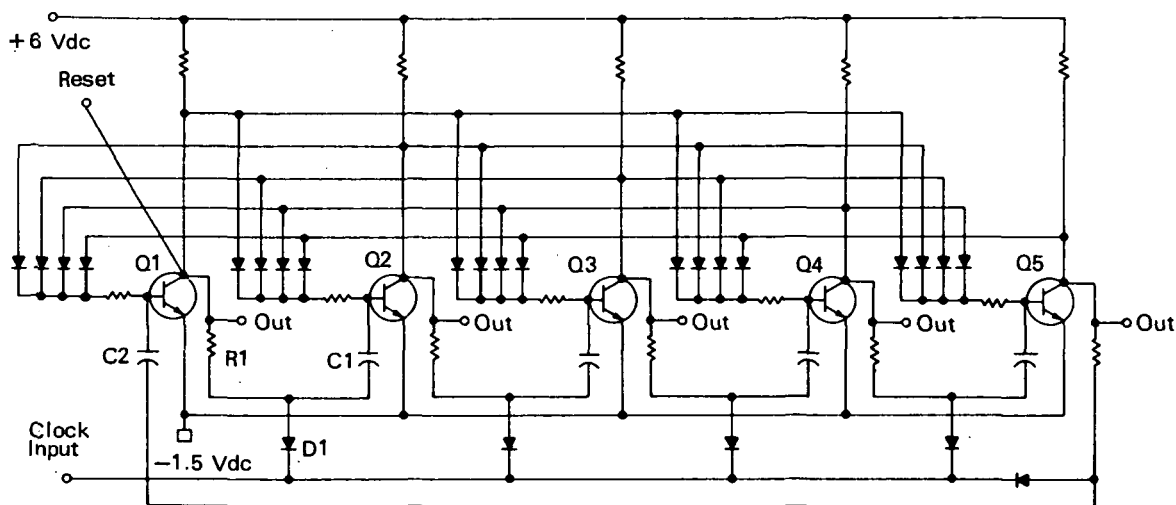 +6 Vdc
Reset
Q1
Q2
Q3
Q4
Q5
Out
Out
Out
Out
Out
C2
R1
C1
Clock
Input
D1
−1.5 Vdc